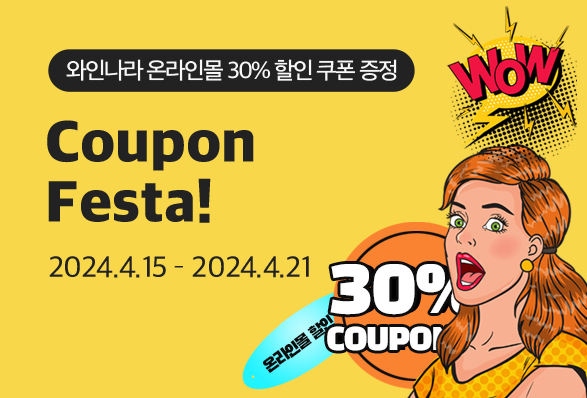 와인나라 온라인몰 30% 할인 쿠폰 증정
WOW
Coupon
Festa!
2024.4.15 - 2024.4.21
30%
COUPON
온라인몰 할인